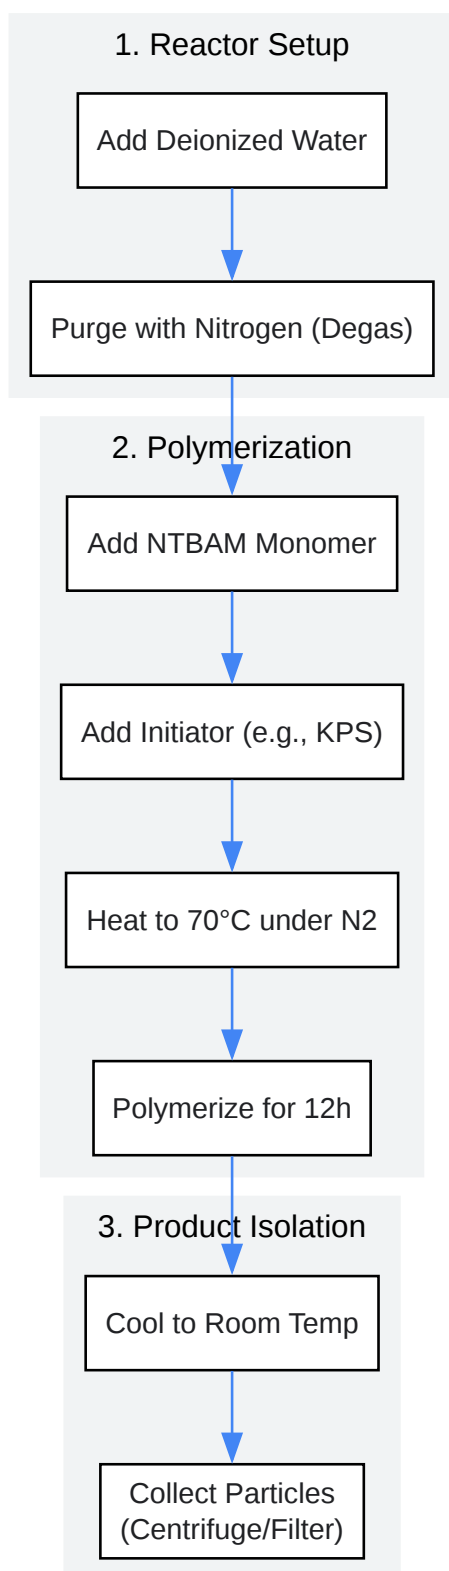 1. Reactor Setup
Add Deionized Water
Purge with Nitrogen (Degas)
2. Polymerization
Add NTBAM Monomer
Add Initiator (e.g., KPS)
Heat to 70°C under N2
Polymerize for 12h
3. Product Isolation
Cool to Room Temp
Collect Particles
(Centrifuge/Filter)